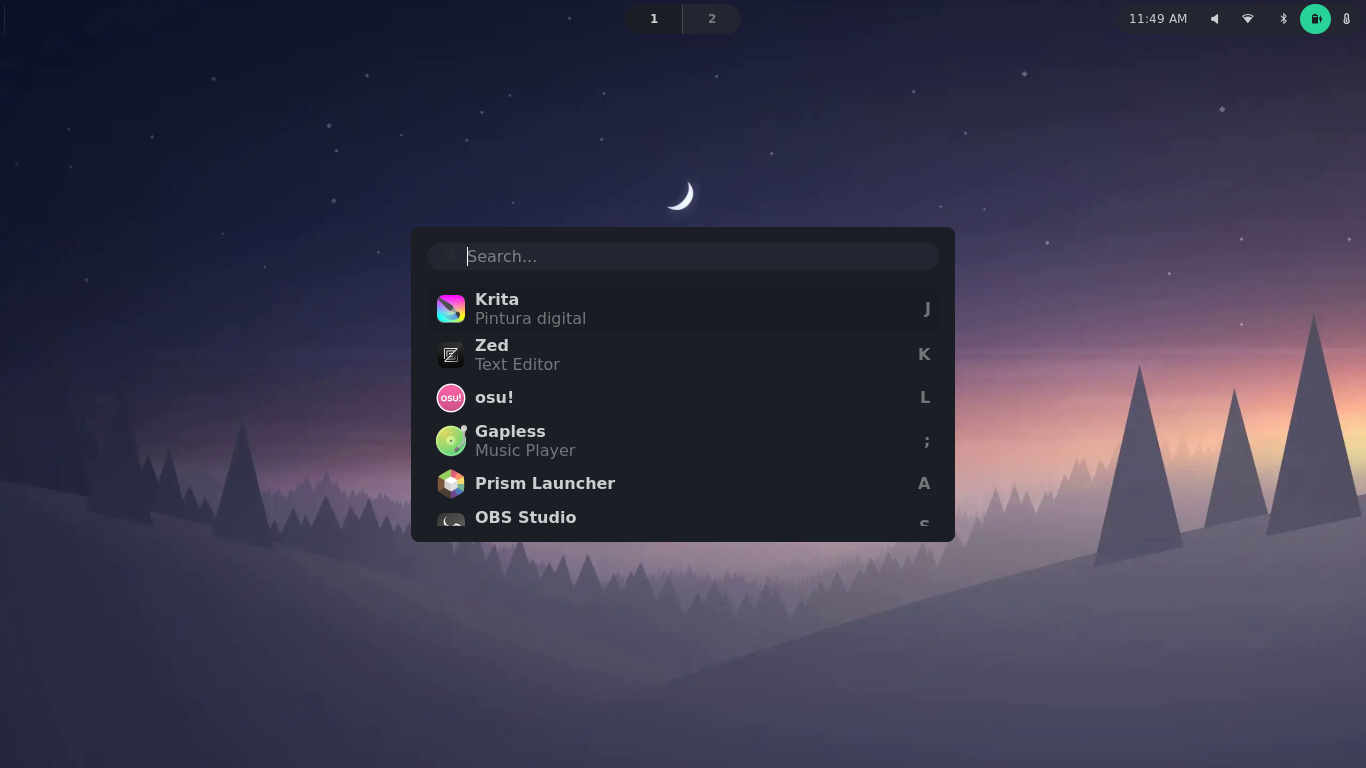 1
2
11:49 AM
Search...
Krita
Pintura digital
J
Zed
Text Editor
K
osu!
osu!
L
Gapless
Music Player
;
Prism Launcher
A
OBS Studio
S